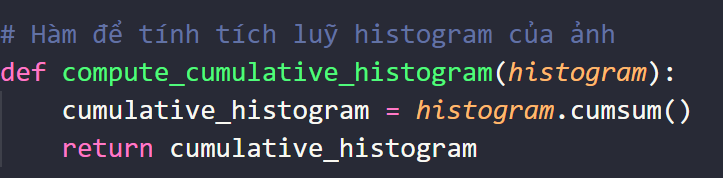 # Hàm để tính tích luỹ histogram của ảnh
def compute_cumulative_histogram(histogram):
    cumulative_histogram = histogram.cumsum()
    return cumulative_histogram